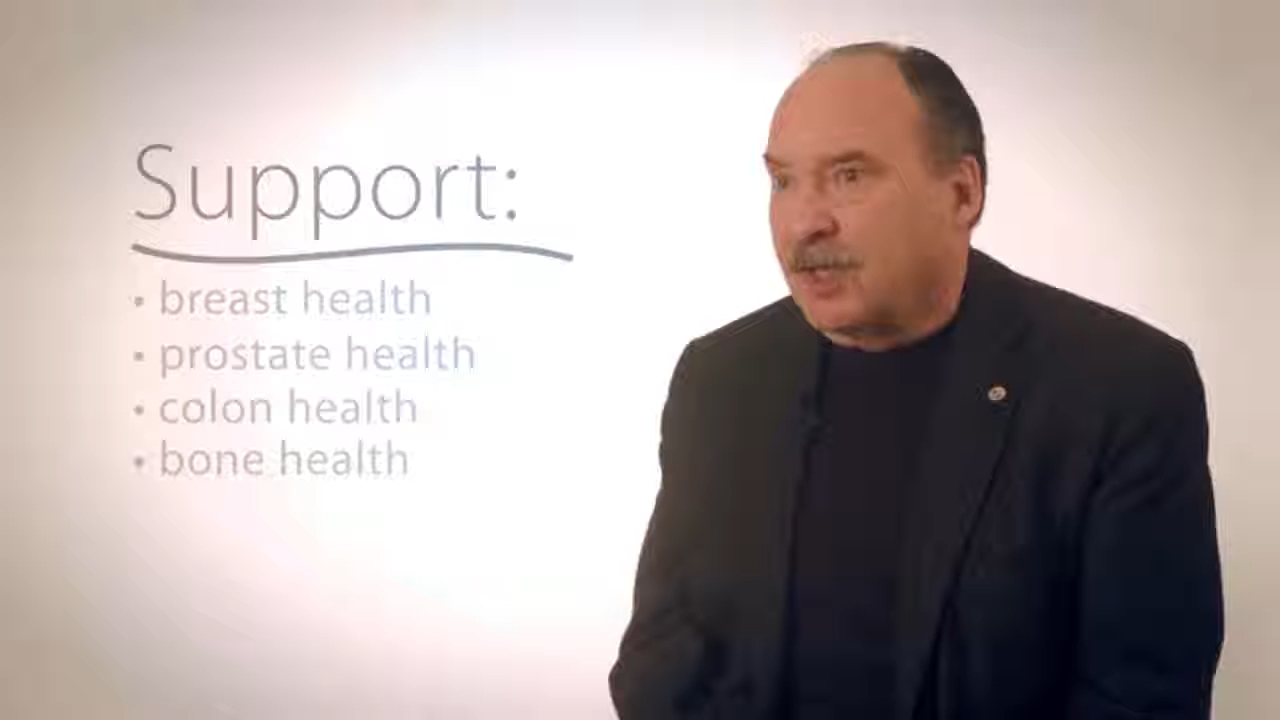 Support:
• breast health
• prostate health
• colon health
• bone health